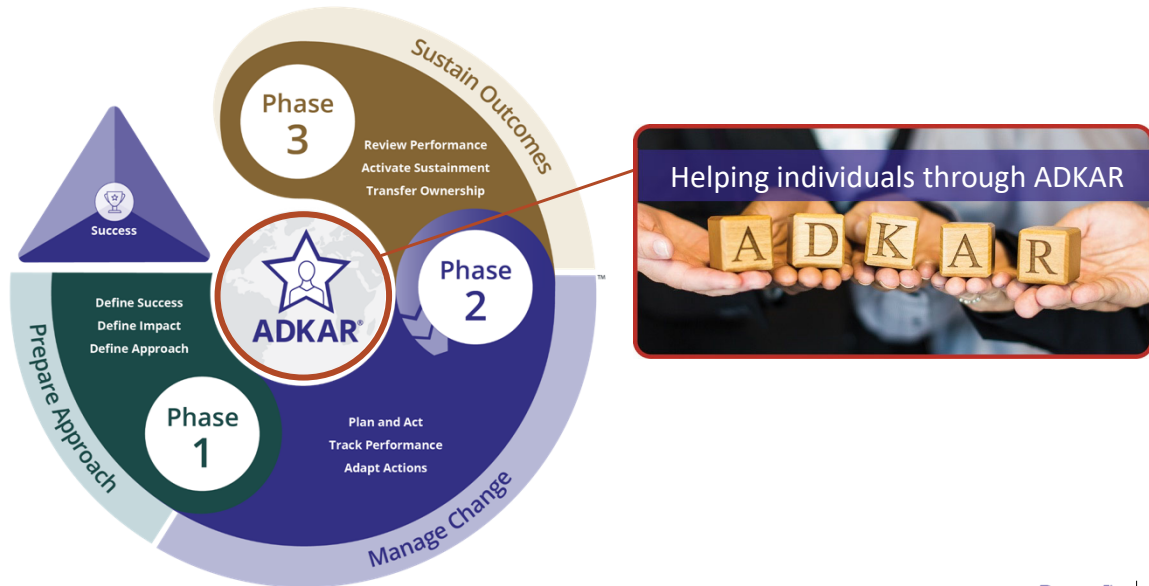 Sustain Outcomes
Phase
3
Review Performance
Activate Sustainment
Transfer Ownership
Success
Helping individuals through ADKAR
A D K A R
ADKAR®
Phase
2
Define Success
Define Impact
Define Approach
Prepare Approach
Phase
1
Plan and Act
Track Performance
Adapt Actions
Manage Change
™